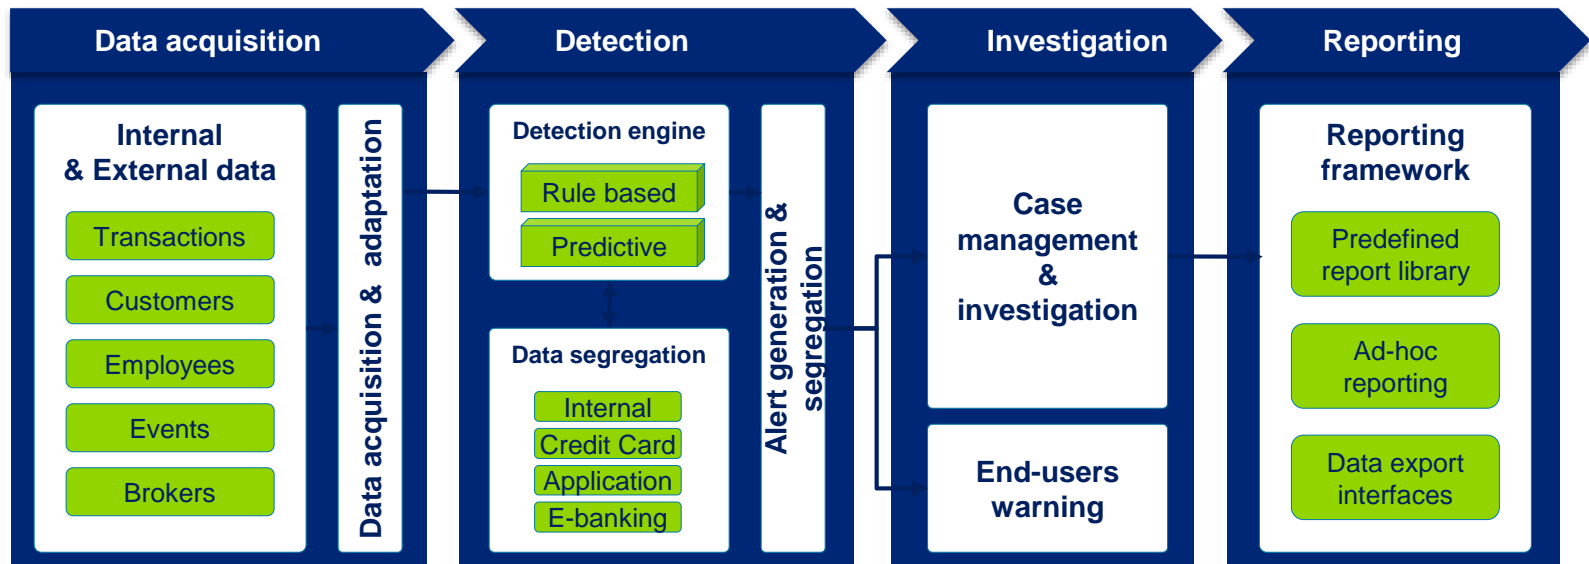 Data acquisition
Detection
Investigation
Reporting
Internal
& External data
Transactions
Customers
Employees
Events
Brokers
Data acquisition & adaptation
Detection engine
Rule based
Predictive
Data segregation
Internal
Credit Card
Application
E-banking
Alert generation &
segregation
Case
management
&
investigation
End-users
warning
Reporting
framework
Predefined
report library
Ad-hoc
reporting
Data export
interfaces